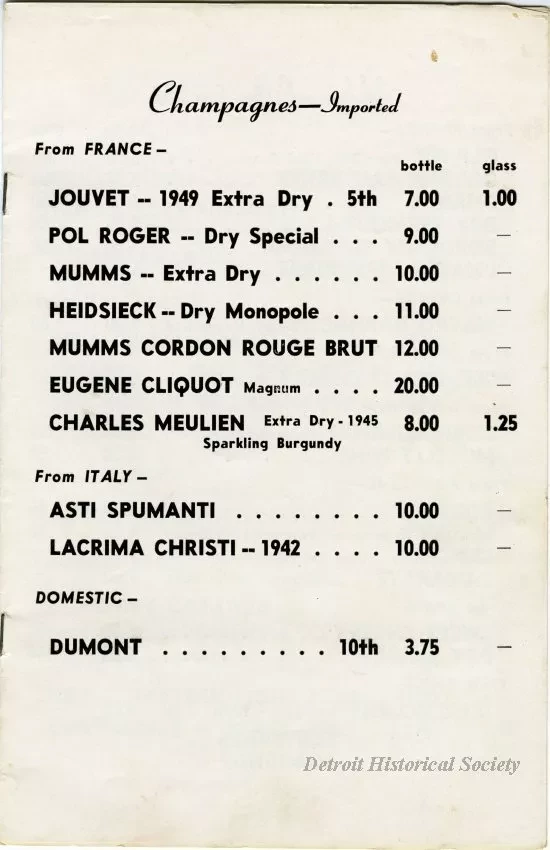 Champagnes—Imported
From FRANCE—
bottle glass
JOUVET -- 1949 Extra Dry . 5th 7.00 1.00
POL ROGER -- Dry Special . . . 9.00 —
MUMMS -- Extra Dry . . . . . . 10.00 —
HEIDSIECK -- Dry Monopole . . . 11.00 —
MUMMS CORDON ROUGE BRUT 12.00 —
EUGENE CLIQUOT Magnum . . . . 20.00 —
CHARLES MEULIEN Extra Dry - 1945 8.00 1.25
Sparkling Burgundy
From ITALY—
ASTI SPUMANTI . . . . . . . . 10.00 —
LACRIMA CHRISTI -- 1942 . . . . 10.00 —
DOMESTIC—
DUMONT . . . . . . . . . 10th 3.75 —
Detroit Historical Society